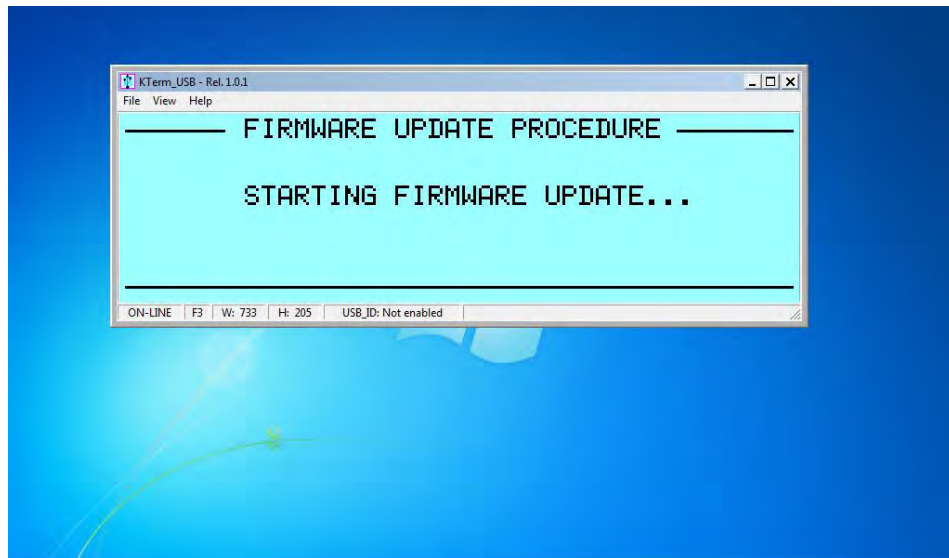 KTerm_USB - Rel. 1.0.1
File View Help
FIRMWARE UPDATE PROCEDURE
STARTING FIRMWARE UPDATE...
ON-LINE F3 W: 733 H: 205 USB_ID: Not enabled